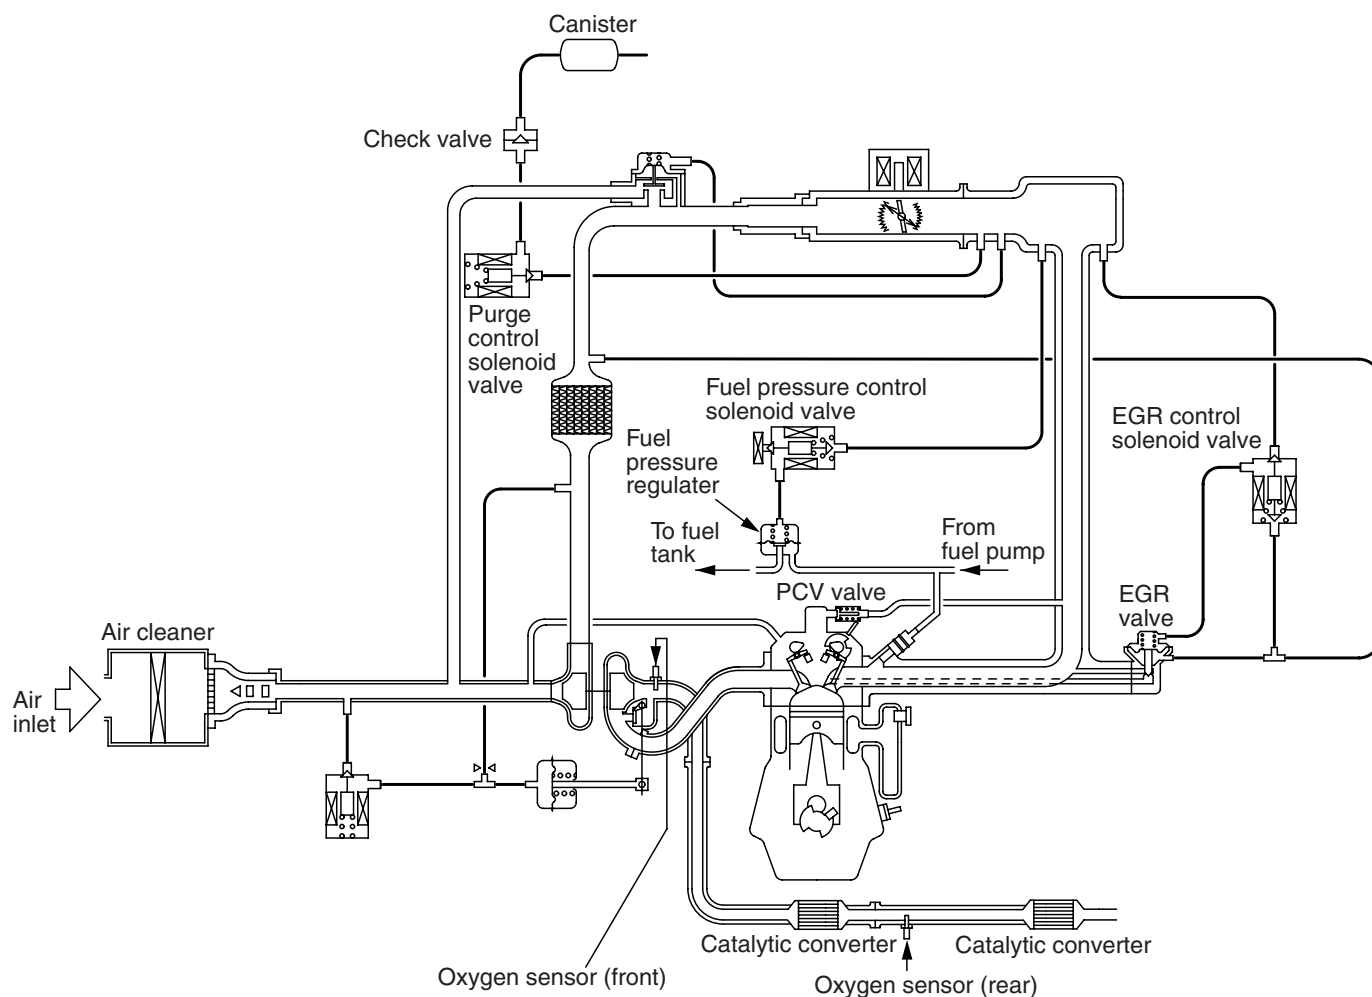 Canister
Check valve
Purge
control
solenoid
valve
Fuel pressure control
solenoid valve
Fuel
pressure
regulater
EGR control
solenoid valve
To fuel
tank
From
fuel pump
PCV valve
EGR
valve
Air cleaner
Air
inlet
Catalytic converter
Catalytic converter
Oxygen sensor (front)
Oxygen sensor (rear)